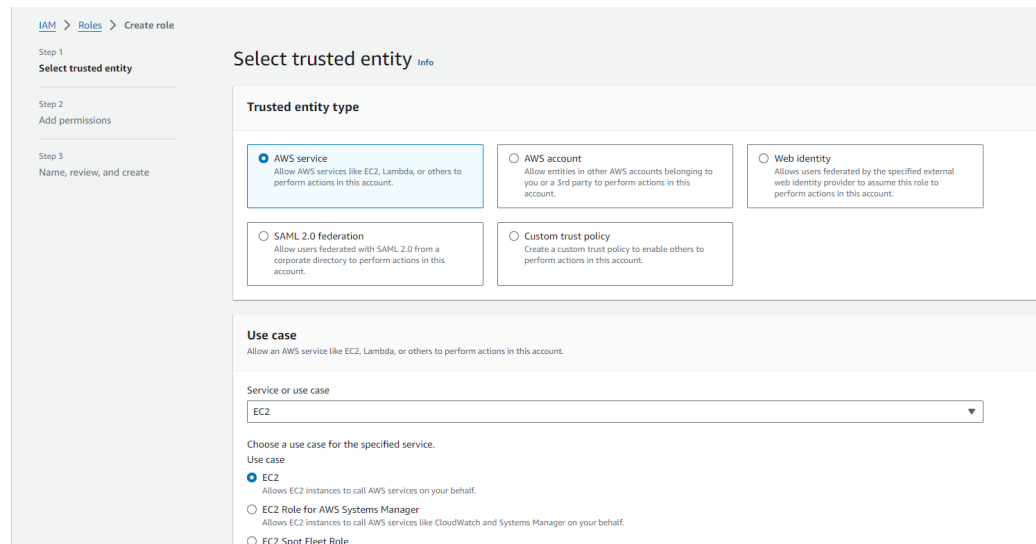 IAM > Roles > Create role
Step 1
Select trusted entity
Step 2
Add permissions
Step 3
Name, review, and create
Select trusted entity Info
Trusted entity type
AWS service
Allow AWS services like EC2, Lambda, or others to
perform actions in this account.
AWS account
Allow entities in other AWS accounts belonging to
you or a 3rd party to perform actions in this
account.
Web identity
Allows users federated by the specified external
web identity provider to assume this role to
perform actions in this account.
SAML 2.0 federation
Allow users federated with SAML 2.0 from a
corporate directory to perform actions in this
account.
Custom trust policy
Create a custom trust policy to enable others to
perform actions in this account.
Use case
Allow an AWS service like EC2, Lambda, or others to perform actions in this account.
Service or use case
EC2
Choose a use case for the specified service.
Use case
EC2
Allows EC2 instances to call AWS services on your behalf.
EC2 Role for AWS Systems Manager
Allows EC2 instances to call AWS services like CloudWatch and Systems Manager on your behalf.
EC2 Spot Fleet Role